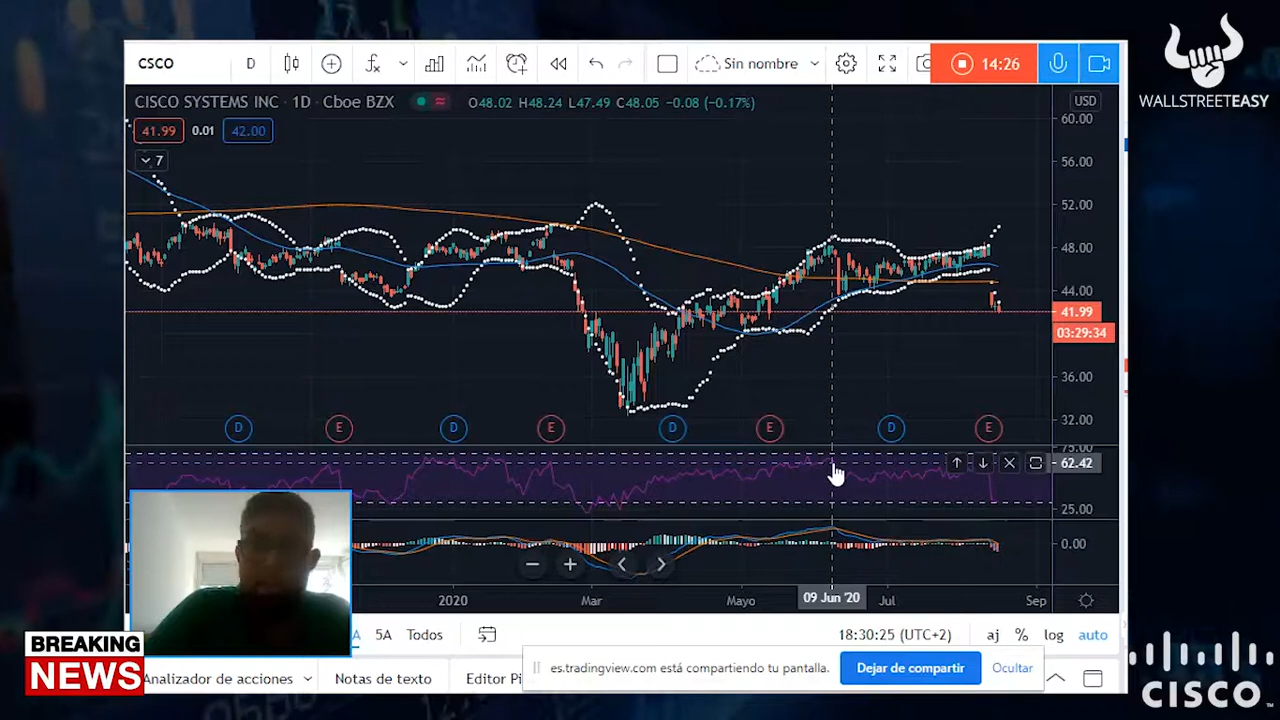 CSCO
D
Sin nombre
14:26
WALLSTREETEASY
CISCO SYSTEMS INC · 1D · Cboe BZX
O48.02 H48.24 L47.49 C48.05 -0.08 (-0.17%)
USD
41.99
0.01
42.00
7
60.00
56.00
52.00
48.00
44.00
41.99
03:29:34
36.00
32.00
D
E
D
E
D
E
D
E
75.00
62.42
25.00
0.00
2020
Mar
Mayo
09 Jun '20
Jul
Sep
A
5A
Todos
18:30:25 (UTC+2)
aj
%
log
auto
BREAKING
NEWS
Analizador de acciones
Notas de texto
Editor Pi
es.tradingview.com está compartiendo tu pantalla.
Dejar de compartir
Ocultar
CISCO